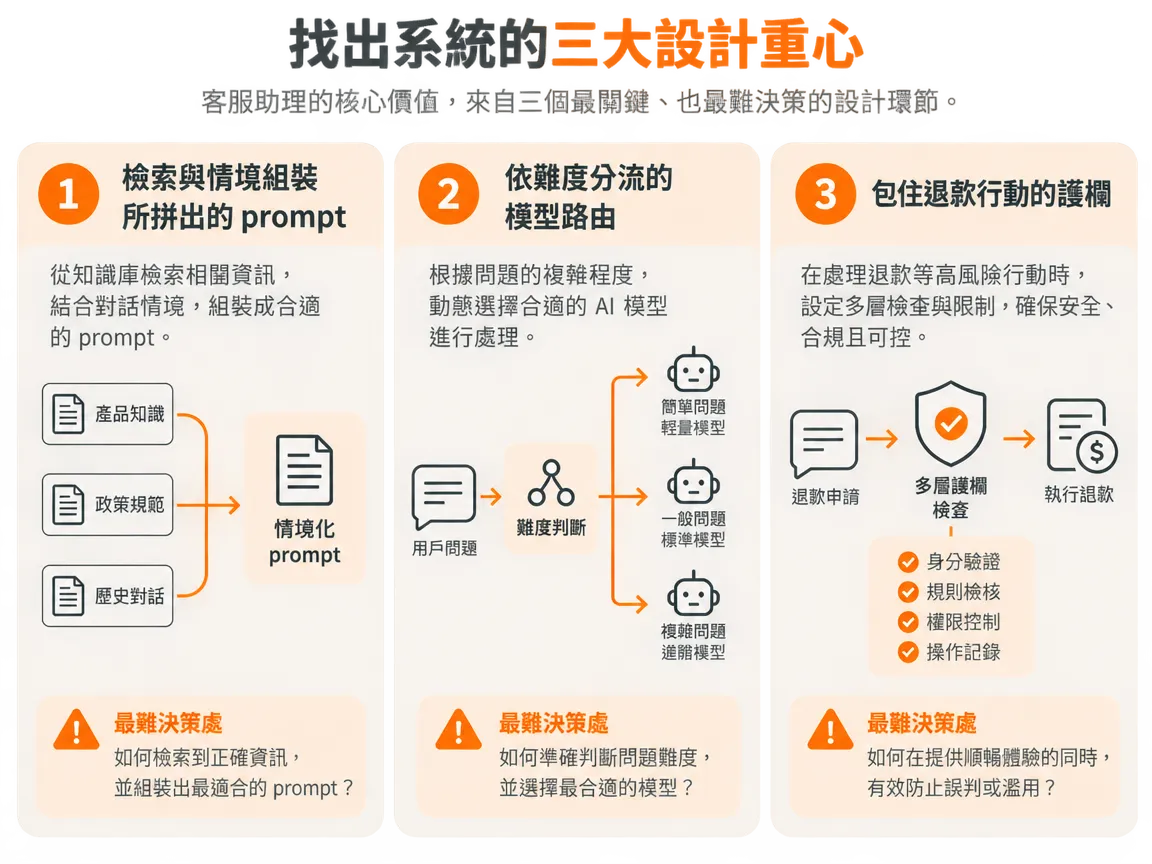 找出系統的三大設計重心
客服助理的核心價值，來自三個最關鍵、也最難決策的設計環節。
1
檢索與情境組裝
所拼出的 prompt
從知識庫檢索相關資訊，
結合對話情境，組裝成合適
的 prompt。
產品知識
政策規範
歷史對話
情境化
prompt
最難決策處
如何檢索到正確資訊，
並組裝出最適合的 prompt？
2
依難度分流的
模型路由
根據問題的複雜程度，
動態選擇合適的 AI 模型
進行處理。
用戶問題
難度判斷
簡單問題
輕量模型
一般問題
標準模型
複雜問題
進階模型
最難決策處
如何準確判斷問題難度，
並選擇最合適的模型？
3
包住退款行動的護欄
在處理退款等高風險行動時，
設定多層檢查與限制，確保安全、
合規且可控。
退款申請
多層護欄
檢查
$
執行退款
身分驗證
規則檢核
權限控制
操作記錄
最難決策處
如何在提供順暢體驗的同時，
有效防止誤判或濫用？